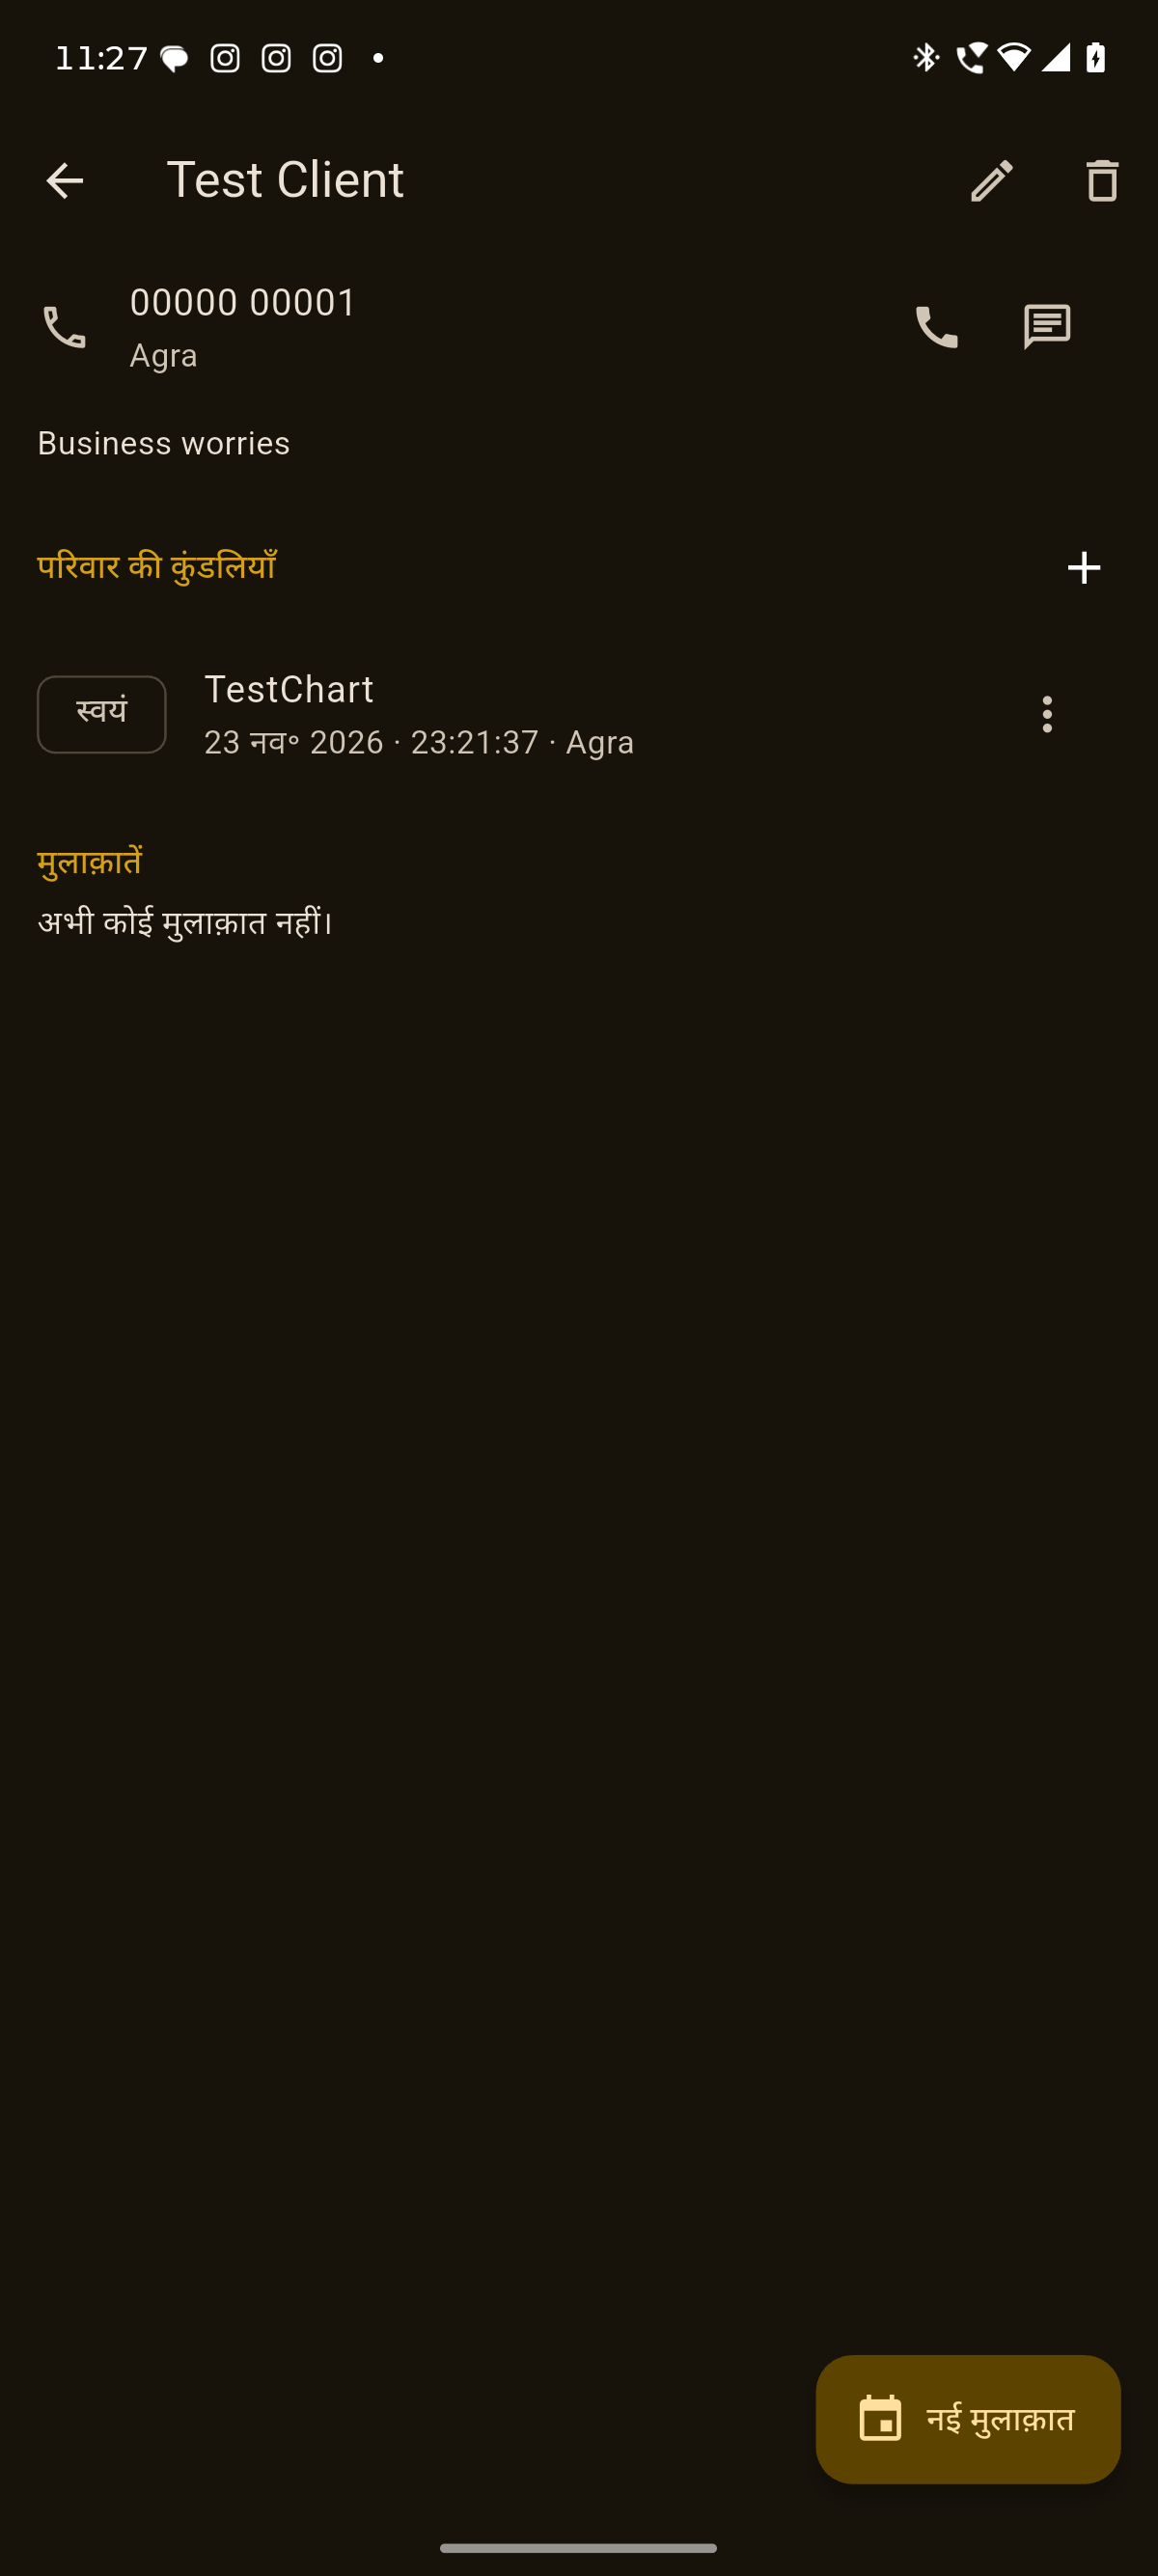 11:27
Test Client
00000 00001
Agra
Business worries
परिवार की कुंडलियाँ
स्वयं
TestChart
23 नव॰ 2026 · 23:21:37 · Agra
मुलाक़ातें
अभी कोई मुलाक़ात नहीं।
नई मुलाक़ात